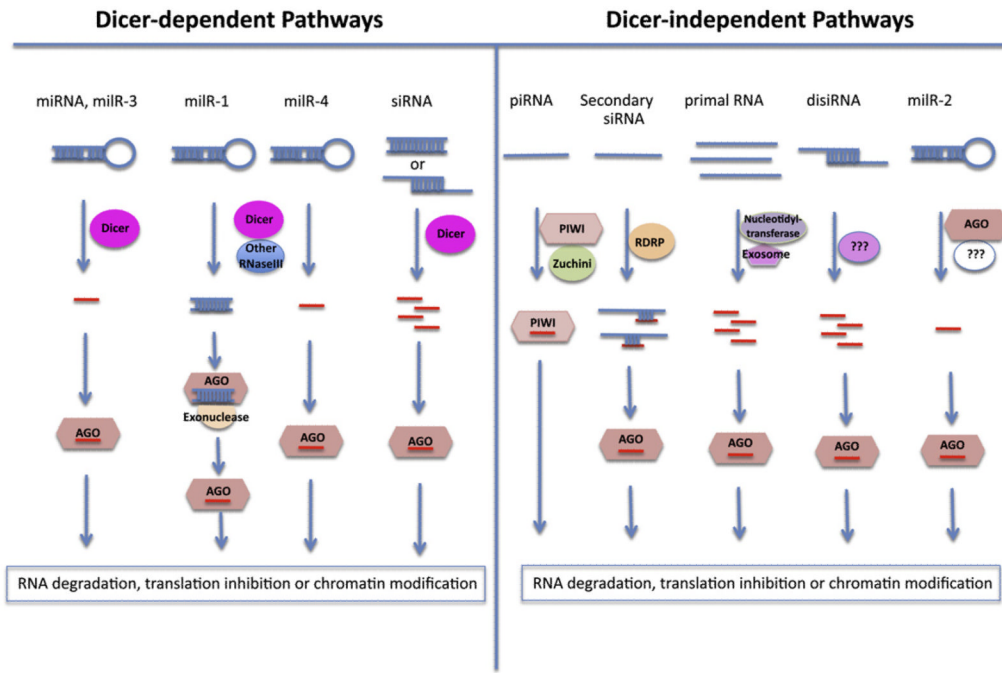 Dicer-dependent Pathways
miRNA, milR-3
milR-1
milR-4
siRNA
or
Dicer
Dicer
Other
RNaseIII
Dicer
AGO
Exonuclease
AGO
AGO
AGO
AGO
RNA degradation, translation inhibition or chromatin modification
Dicer-independent Pathways
piRNA
Secondary
siRNA
primal RNA
disiRNA
milR-2
PIWI
Zuchini
RDRP
Nucleotidyl-
transferase
Exosome
???
AGO
???
PIWI
AGO
AGO
AGO
AGO
RNA degradation, translation inhibition or chromatin modification